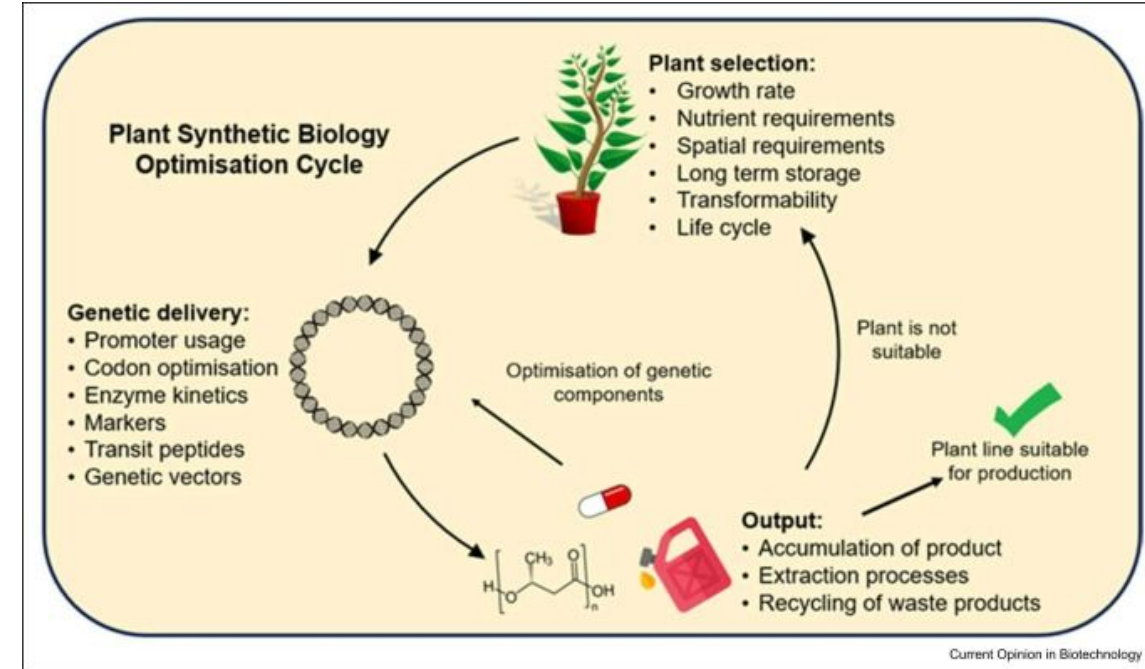 Plant Synthetic Biology
Optimisation Cycle
Plant selection:
• Growth rate
• Nutrient requirements
• Spatial requirements
• Long term storage
• Transformability
• Life cycle
Genetic delivery:
• Promoter usage
• Codon optimisation
• Enzyme kinetics
• Markers
• Transit peptides
• Genetic vectors
Optimisation of genetic
components
Plant is not
suitable
Plant line suitable
for production
Output:
• Accumulation of product
• Extraction processes
• Recycling of waste products
CH₃
O
H
O
OH
n
Current Opinion in Biotechnology